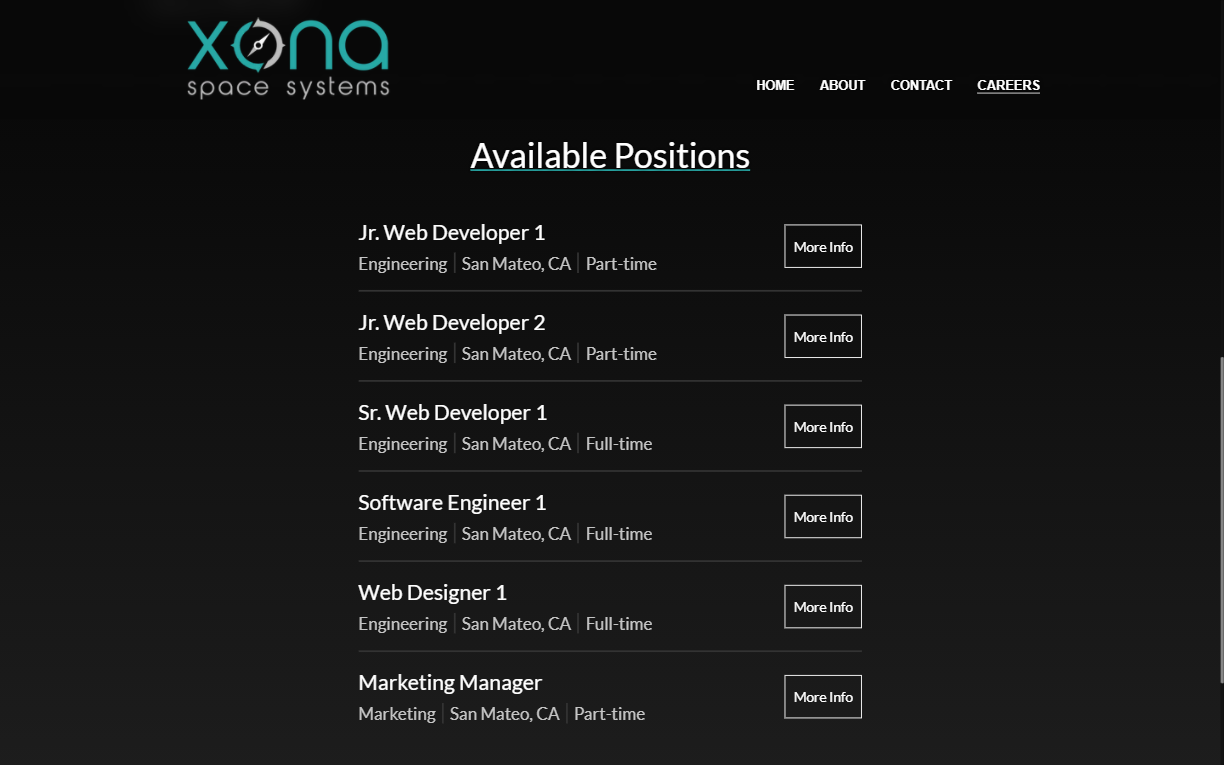 xona
space systems
HOME ABOUT CONTACT CAREERS
Available Positions
Jr. Web Developer 1
Engineering San Mateo, CA Part-time
More Info
Jr. Web Developer 2
Engineering San Mateo, CA Part-time
More Info
Sr. Web Developer 1
Engineering San Mateo, CA Full-time
More Info
Software Engineer 1
Engineering San Mateo, CA Full-time
More Info
Web Designer 1
Engineering San Mateo, CA Full-time
More Info
Marketing Manager
Marketing San Mateo, CA Part-time
More Info